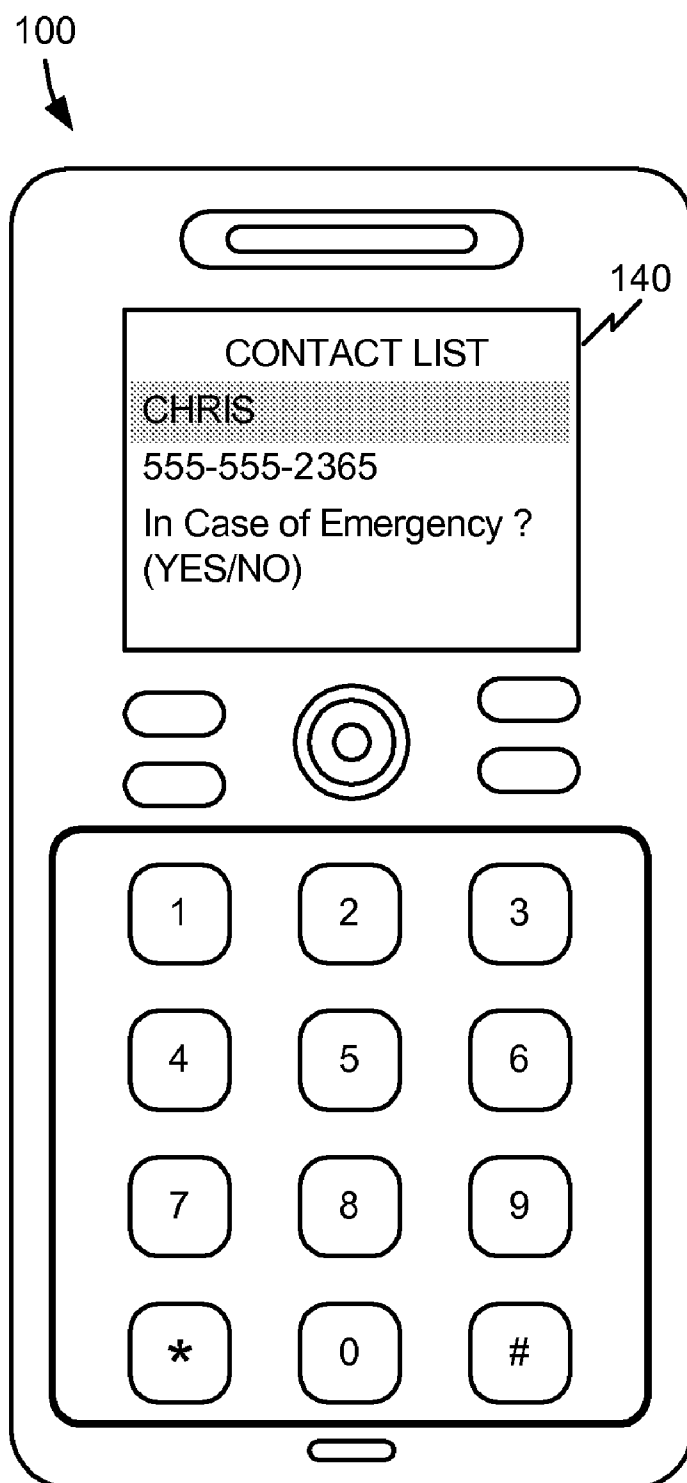 100
140
CONTACT LIST
CHRIS
555-555-2365
In Case of Emergency ?
(YES/NO)
1 2 3
4 5 6
7 8 9
* 0 #